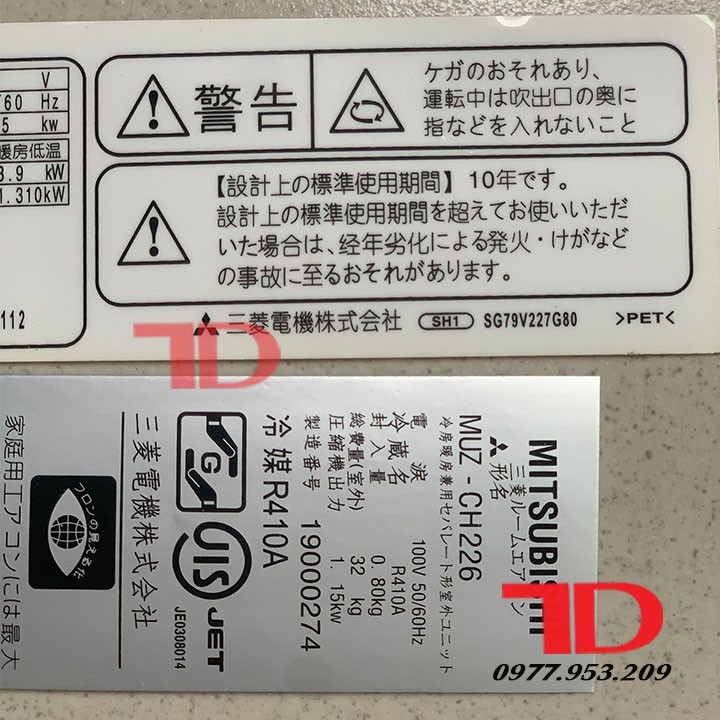 V
/60 Hz
5 kw
暖房低温
3.9 kW
1.310kW
112
警告
ケガのおそれあり、
運転中は吹出口の奥に
指などを入れないこと
【設計上の標準使用期間】10年です。
設計上の標準使用期間を超えてお使いいただ
いた場合は、经年劣化による発火・けがなど
の事故に至るおそれがあります。
三菱電機株式会社 SH1 SG79V227G80 >PET<
TD
MITSUBISHI
三菱ルームエアコン
形名
MUZ - CH226
冷房暖房兼用セパレート形室外ユニット
電 涙 100V 50/60Hz
冷蔵名 R410A
封入量 0. 80kg
総費量(室外) 32 kg
圧縮機出力 1. 15kw
製造番号 19000274
冷媒R410A
G
JIS
JET
JE0308014
三菱電機株式会社
フロンの見える化
家庭用エアコンには最大
TD
0977.953.209